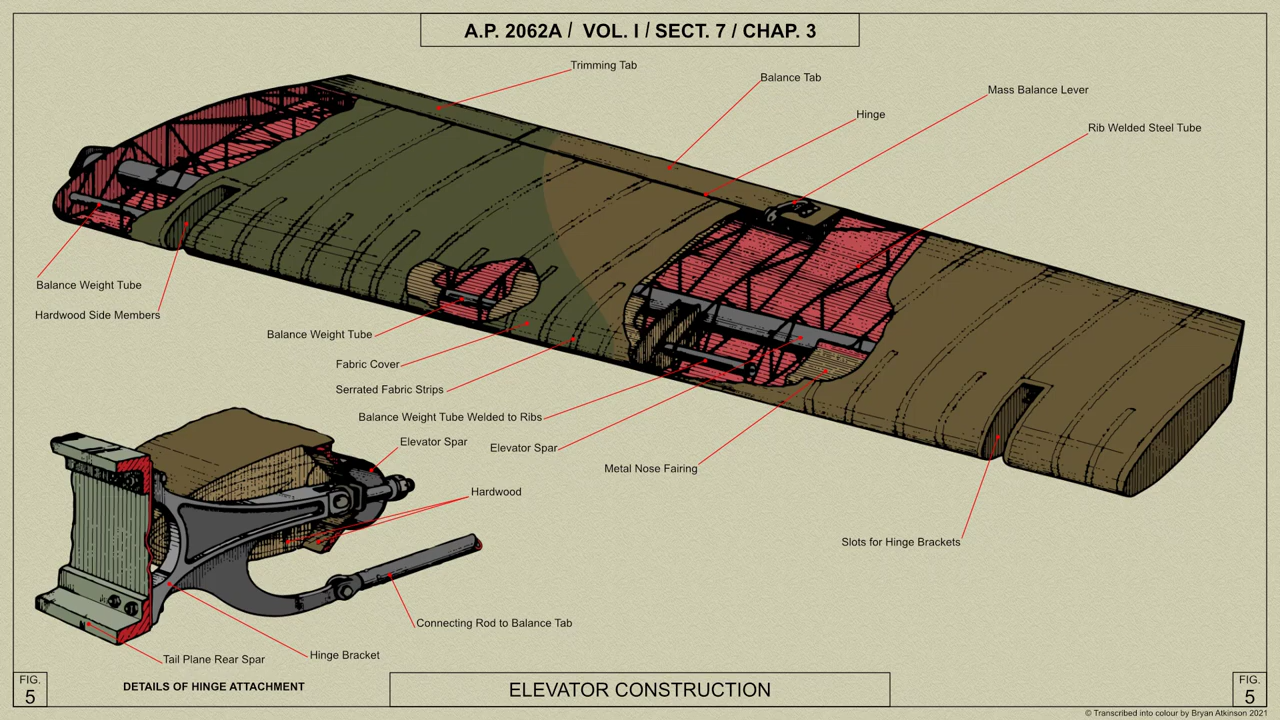 A.P. 2062A / VOL. I / SECT. 7 / CHAP. 3
Trimming Tab
Balance Tab
Mass Balance Lever
Hinge
Rib Welded Steel Tube
Balance Weight Tube
Hardwood Side Members
Balance Weight Tube
Fabric Cover
Serrated Fabric Strips
Balance Weight Tube Welded to Ribs
Elevator Spar
Elevator Spar
Metal Nose Fairing
Hardwood
Slots for Hinge Brackets
Connecting Rod to Balance Tab
Hinge Bracket
Tail Plane Rear Spar
DETAILS OF HINGE ATTACHMENT
FIG.
5
ELEVATOR CONSTRUCTION
FIG.
5
© Transcribed into colour by Bryan Atkinson 2021